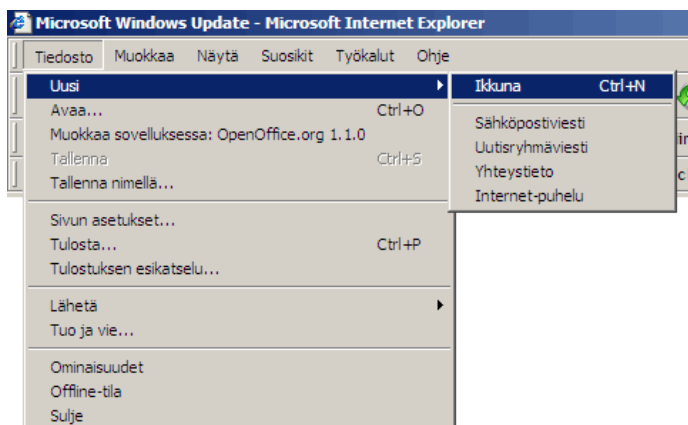 Microsoft Windows Update - Microsoft Internet Explorer
Tiedosto Muokkaa Näytä Suosikit Työkalut Ohje
Uusi
Avaa... Ctrl+O
Muokkaa sovelluksessa: OpenOffice.org 1.1.0
Tallenna Ctrl+S
Tallenna nimellä...
Sivun asetukset...
Tulosta... Ctrl+P
Tulostuksen esikatselu...
Lähetä
Tuo ja vie...
Ominaisuudet
Offline-tila
Sulje
Ikkuna Ctrl+N
Sähköpostiviesti
Uutisryhmäviesti
Yhteystieto
Internet-puhelu